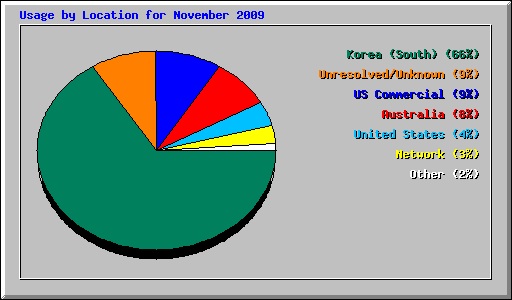 Usage by Location for November 2009
Korea (South) (66%)
Unresolved/Unknown (9%)
US Commercial (9%)
Australia (8%)
United States (4%)
Network (3%)
Other (2%)